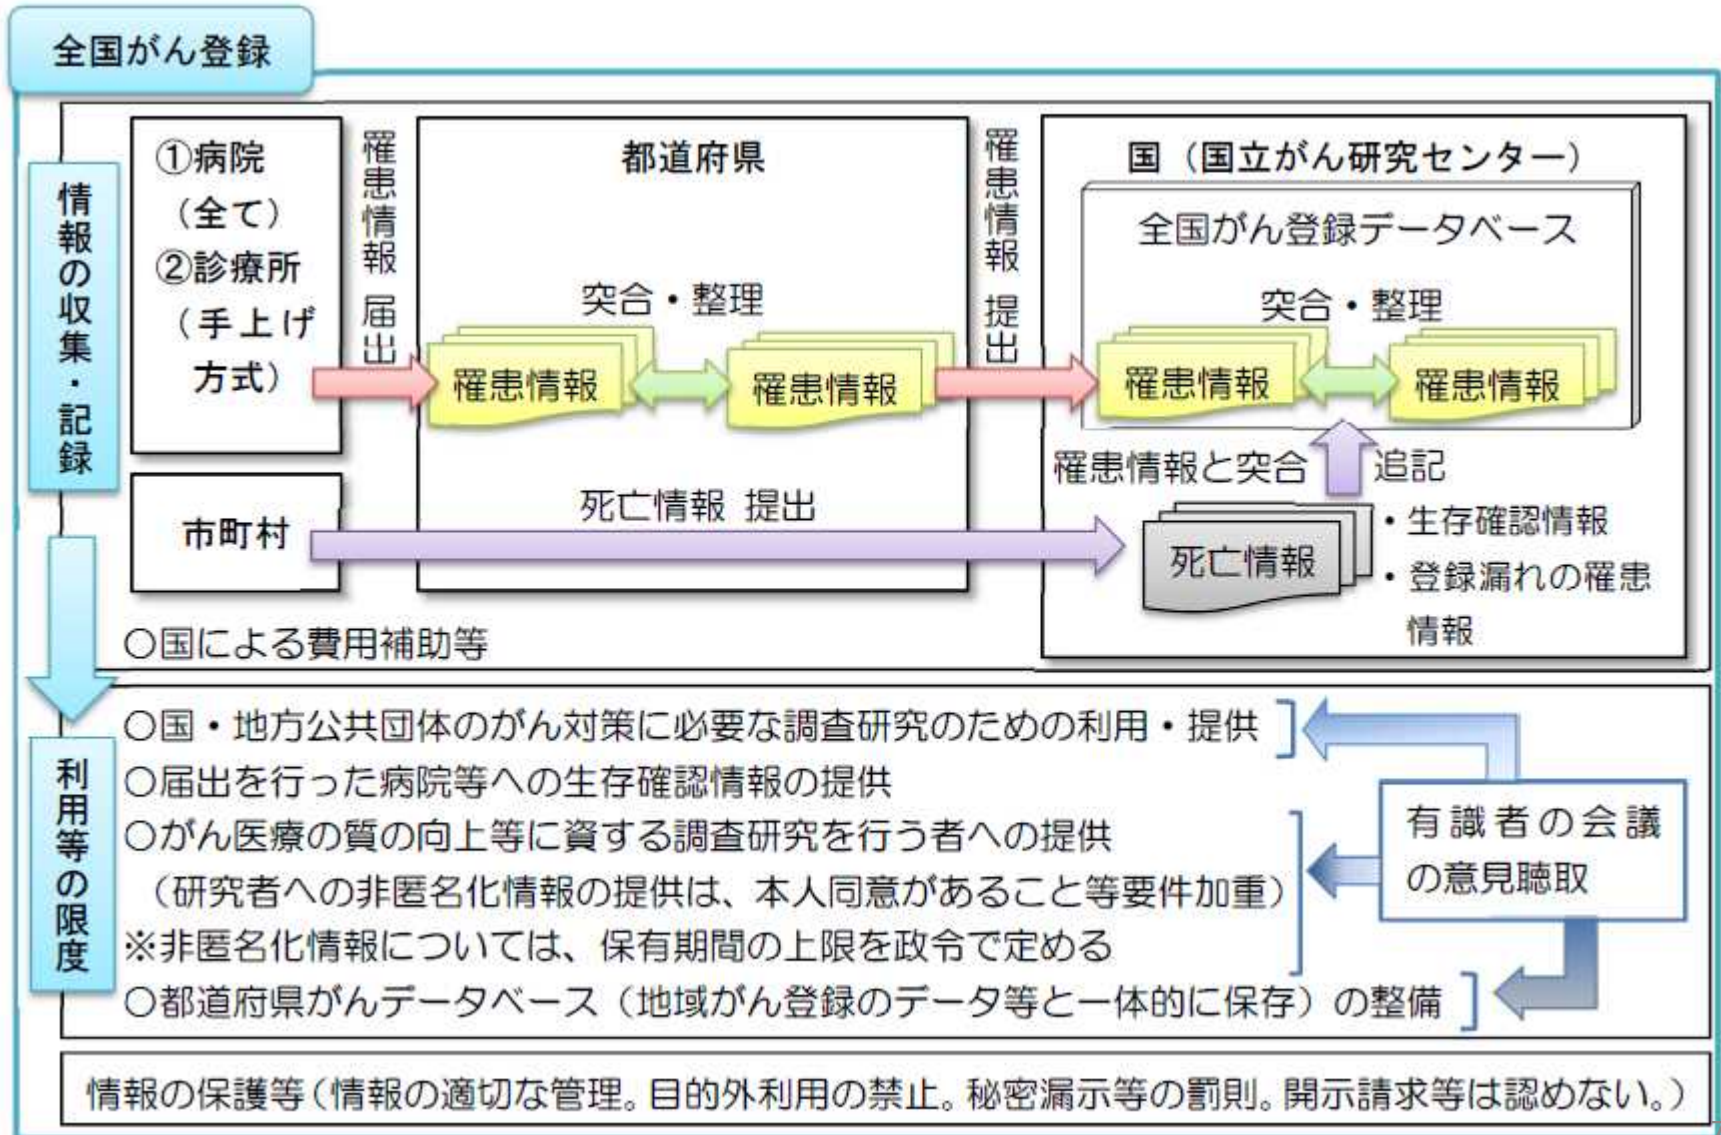 全国がん登録
情報の収集・記録
①病院
（全て）
②診療所
（手上げ
方式）
罹患情報 届出
都道府県
突合・整理
罹患情報
罹患情報
罹患情報 提出
国（国立がん研究センター）
全国がん登録データベース
突合・整理
罹患情報
罹患情報
罹患情報と突合
追記
市町村
死亡情報 提出
死亡情報
・生存確認情報
・登録漏れの罹患
情報
○国による費用補助等
利用等の限度
○国・地方公共団体のがん対策に必要な調査研究のための利用・提供
○届出を行った病院等への生存確認情報の提供
○がん医療の質の向上等に資する調査研究を行う者への提供
（研究者への非匿名化情報の提供は、本人同意があること等要件加重）
※非匿名化情報については、保有期間の上限を政令で定める
○都道府県がんデータベース（地域がん登録のデータ等と一体的に保存）の整備
有識者の会議
の意見聴取
情報の保護等（情報の適切な管理。目的外利用の禁止。秘密漏示等の罰則。開示請求等は認めない。）